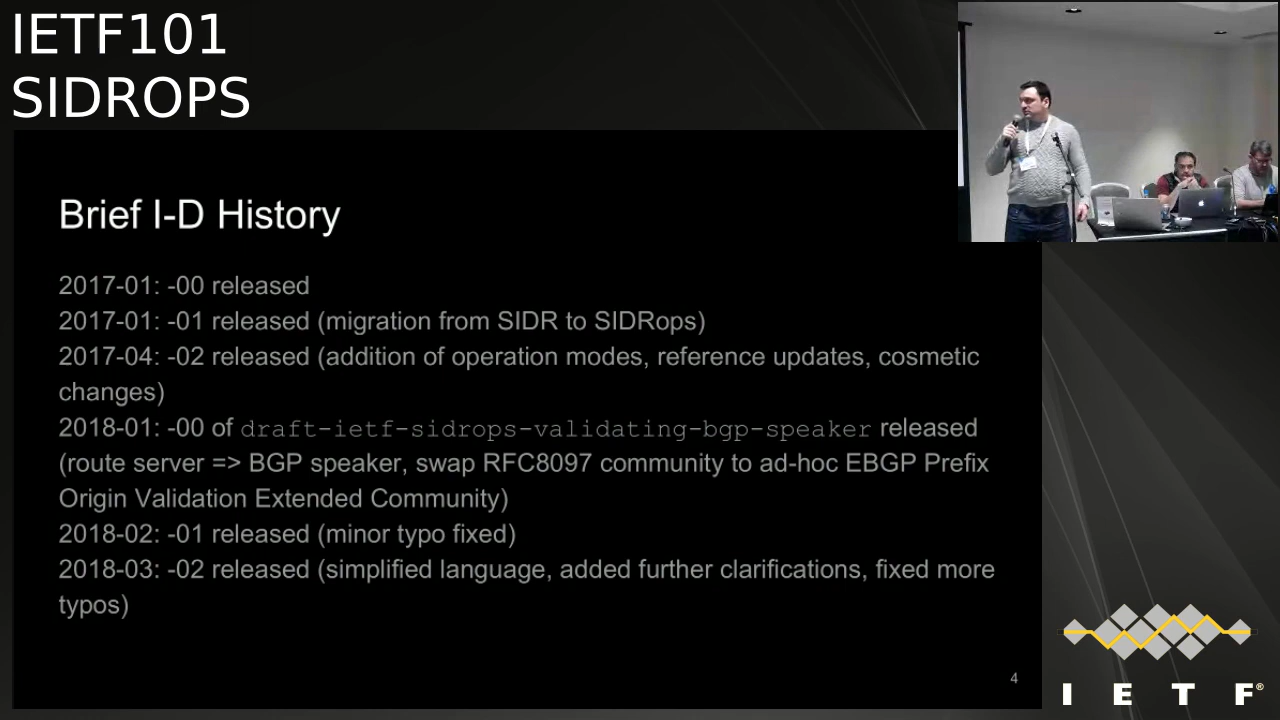 IETF101
SIDROPS
Brief I-D History
2017-01: -00 released
2017-01: -01 released (migration from SIDR to SIDRops)
2017-04: -02 released (addition of operation modes, reference updates, cosmetic
changes)
2018-01: -00 of draft-ietf-sidrops-validating-bgp-speaker released
(route server => BGP speaker, swap RFC8097 community to ad-hoc EBGP Prefix
Origin Validation Extended Community)
2018-02: -01 released (minor typo fixed)
2018-03: -02 released (simplified language, added further clarifications, fixed more
typos)
4
I E T F®